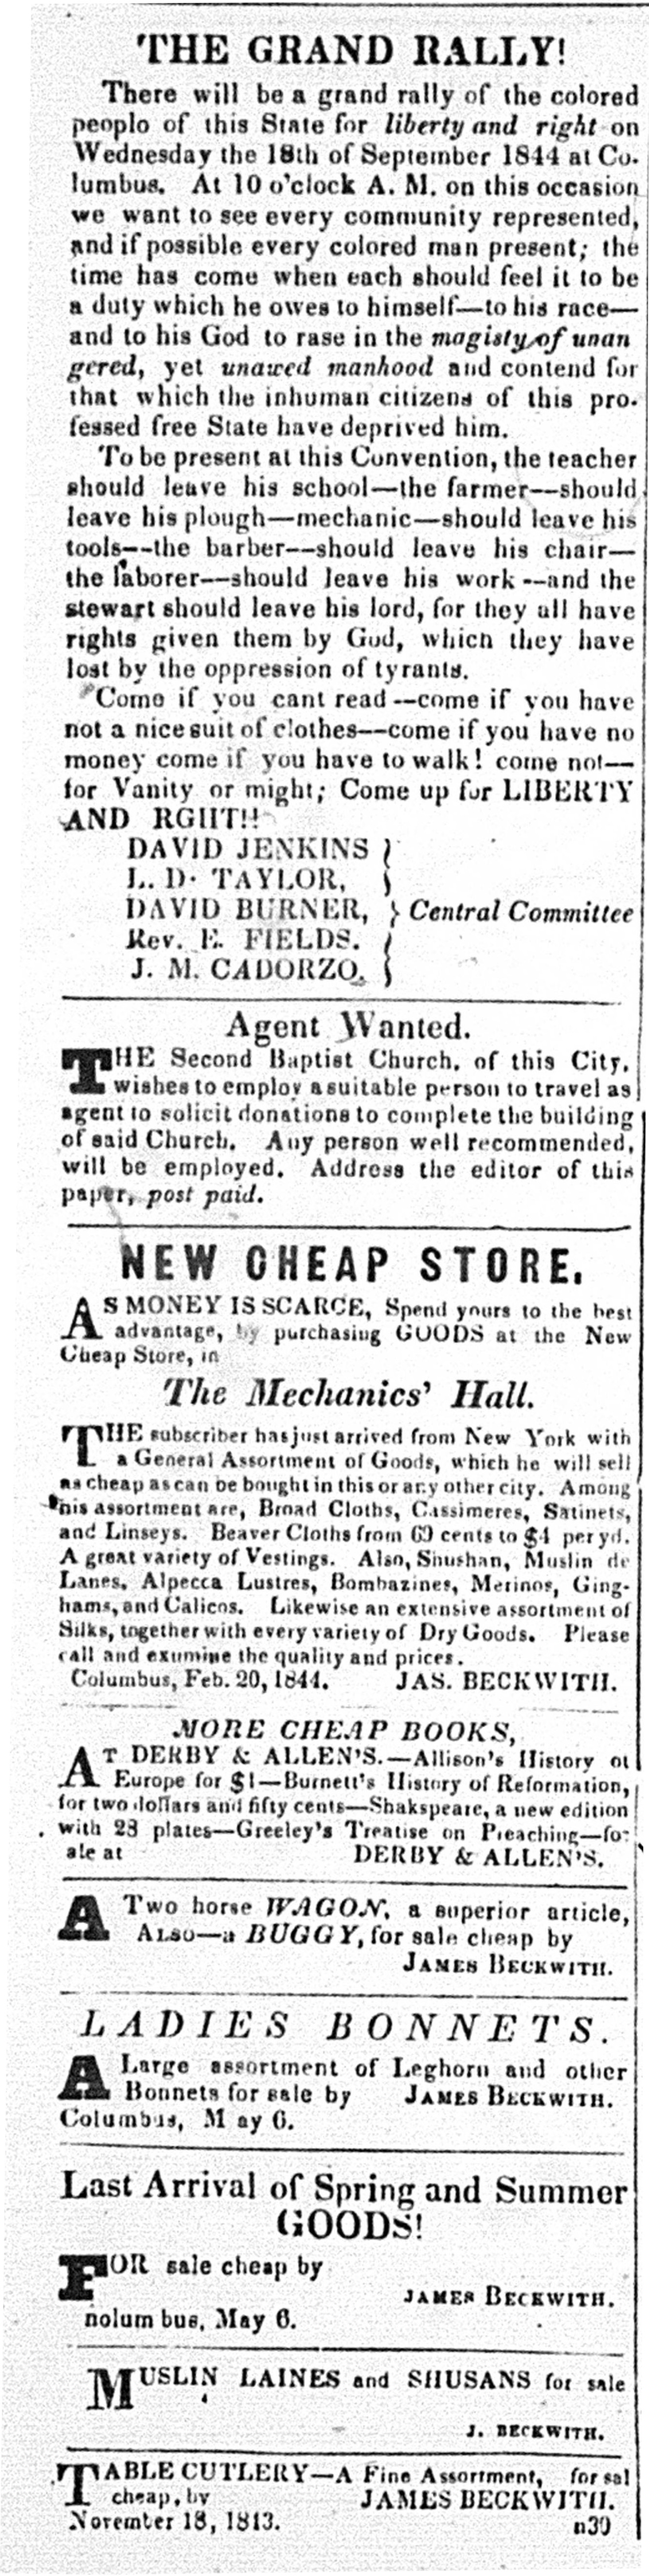 THE GRAND RALLY!
There will be a grand rally of the colored
peoplo of this State for liberty and right on
Wednesday the 18th of September 1844 at Co-
lumbus. At 10 o'clock A. M. on this occasion
we want to see every community represented,
and if possible every colored man present; the
time has come when each should feel it to be
a duty which he owes to himself—to his race—
and to his God to rase in the magisty of unan
gered, yet unawed manhood and contend for
that which the inhuman citizens of this pro-
fessed free State have deprived him.
To be present at this Convention, the teacher
should leave his school—the farmer—should
leave his plough—mechanic—should leave his
tools—the barber—should leave his chair—
the laborer—should leave his work—and the
stewart should leave his lord, for they all have
rights given them by God, which they have
lost by the oppression of tyrants.
Come if you cant read—come if you have
not a nice suit of clothes—come if you have no
money come if you have to walk! come not—
for Vanity or might; Come up for LIBERTY
AND RGIIT!!
DAVID JENKINS }
L. D. TAYLOR, }
DAVID BURNER, } Central Committee
Rev. E. FIELDS. }
J. M. CADORZO. }
Agent Wanted.
THE Second Baptist Church, of this City,
wishes to employ a suitable person to travel as
agent to solicit donations to complete the building
of said Church. Any person well recommended,
will be employed. Address the editor of this
paper, post paid.
NEW CHEAP STORE.
AS MONEY IS SCARCE, Spend yours to the best
advantage, by purchasing GOODS at the New
Cheap Store, in
The Mechanics' Hall.
THE subscriber has just arrived from New York with
a General Assortment of Goods, which he will sell
as cheap as can be bought in this or any other city. Among
his assortment are, Broad Cloths, Cassimeres, Satinets,
and Linseys. Beaver Cloths from 60 cents to $4 per yd.
A great variety of Vestings. Also, Shushan, Muslin de
Lanes, Alpecca Lustres, Bombazines, Merinos, Ging-
hams, and Calicos. Likewise an extensive assortment of
Silks, together with every variety of Dry Goods. Please
call and examine the quality and prices.
Columbus, Feb. 20, 1844. JAS. BECKWITH.
MORE CHEAP BOOKS,
AT DERBY & ALLEN'S.—Allison's History of
Europe for $1—Burnett's History of Reformation,
for two dollars and fifty cents—Shakspeare, a new edition
with 23 plates—Greeley's Treatise on Preaching—for
ale at DERBY & ALLEN'S.
A Two horse WAGON, a superior article,
ALSO—a BUGGY, for sale cheap by
JAMES BECKWITH.
LADIES BONNETS.
A Large assortment of Leghorn and other
Bonnets for sale by JAMES BECKWITH.
Columbus, May 6.
Last Arrival of Spring and Summer
GOODS!
FOR sale cheap by
JAMES BECKWITH.
nolum bus, May 6.
MUSLIN LAINES and SHUSANS for sale
J. BECKWITH.
TABLE CUTLERY—A Fine Assortment, for sal
cheap, by JAMES BECKWITH.
November 18, 1843. n30